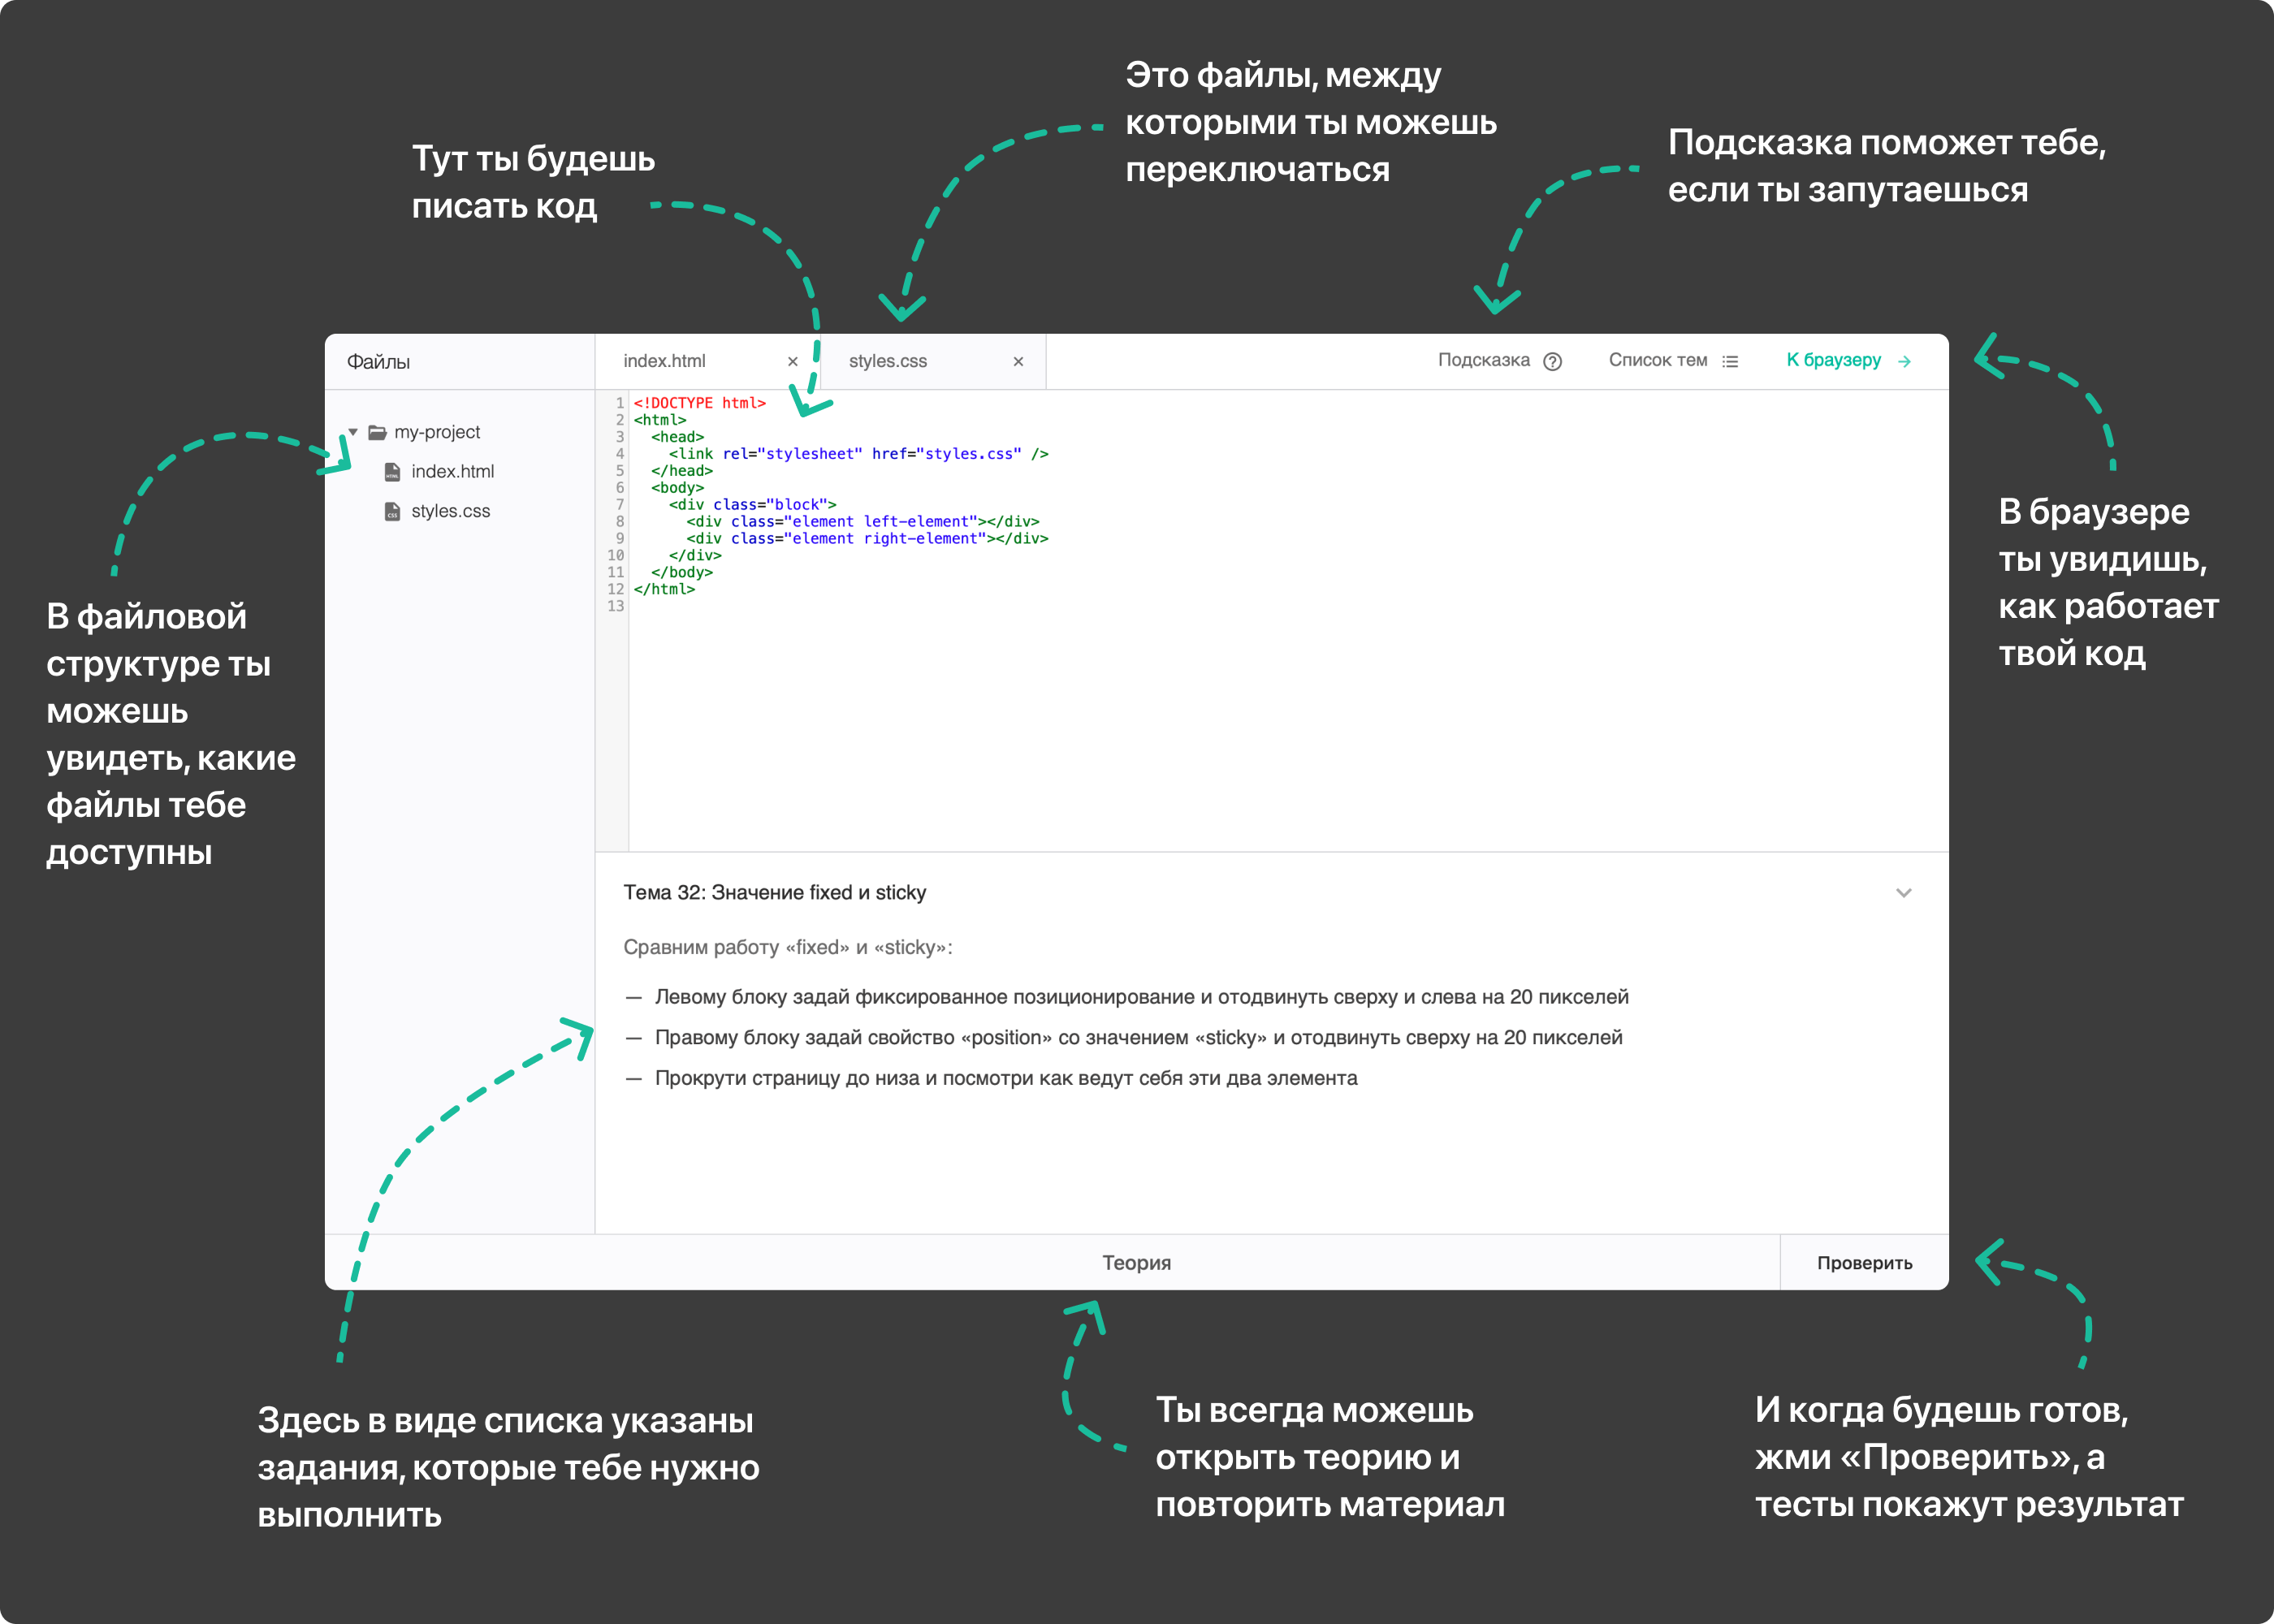 Это файлы, между
которыми ты можешь
переключаться
Тут ты будешь
писать код
Подсказка поможет тебе,
если ты запутаешься
Файлы
index.html ×
styles.css ×
Подсказка ?
Список тем
К браузеру →
my-project
index.html
styles.css
1 <!DOCTYPE html>
2 <html>
3 <head>
4 <link rel="stylesheet" href="styles.css" />
5 </head>
6 <body>
7 <div class="block">
8 <div class="element left-element"></div>
9 <div class="element right-element"></div>
10 </div>
11 </body>
12 </html>
13
В файловой
структуре ты
можешь
увидеть, какие
файлы тебе
доступны
В браузере
ты увидишь,
как работает
твой код
Тема 32: Значение fixed и sticky
Сравним работу «fixed» и «sticky»:
— Левому блоку задай фиксированное позиционирование и отодвинуть сверху и слева на 20 пикселей
— Правому блоку задай свойство «position» со значением «sticky» и отодвинуть сверху на 20 пикселей
— Прокрути страницу до низа и посмотри как ведут себя эти два элемента
Теория
Проверить
Здесь в виде списка указаны
задания, которые тебе нужно
выполнить
Ты всегда можешь
открыть теорию и
повторить материал
И когда будешь готов,
жми «Проверить», а
тесты покажут результат